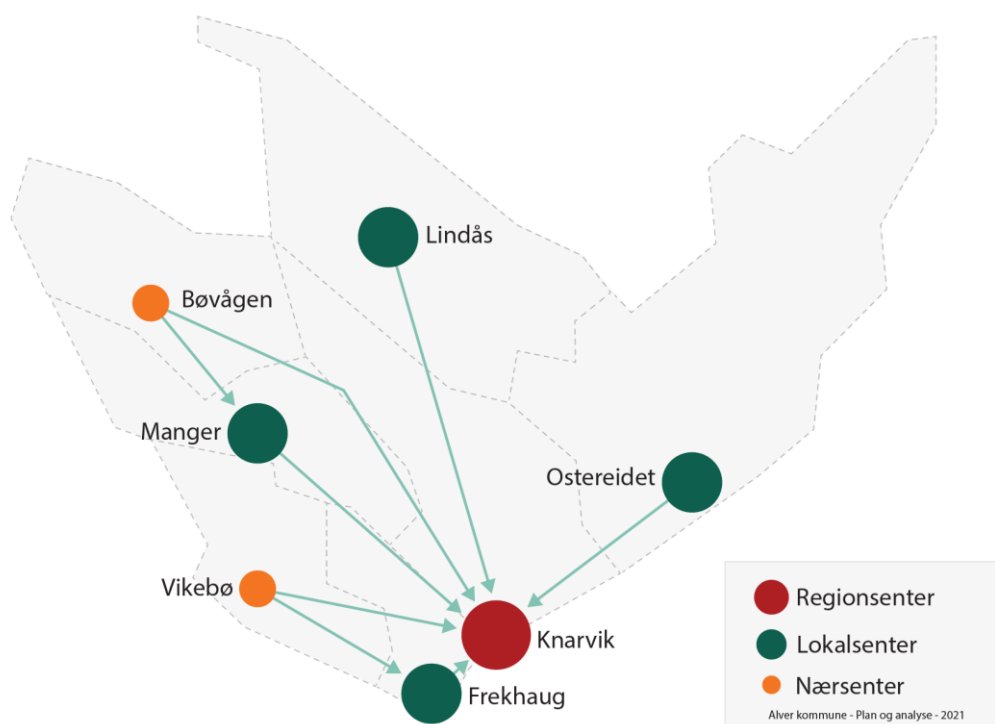 Lindås
Bøvågen
Manger
Ostereidet
Vikebø
Knarvik
Frekhaug
Regionsenter
Lokalsenter
Nærsenter
Alver kommune - Plan og analyse - 2021